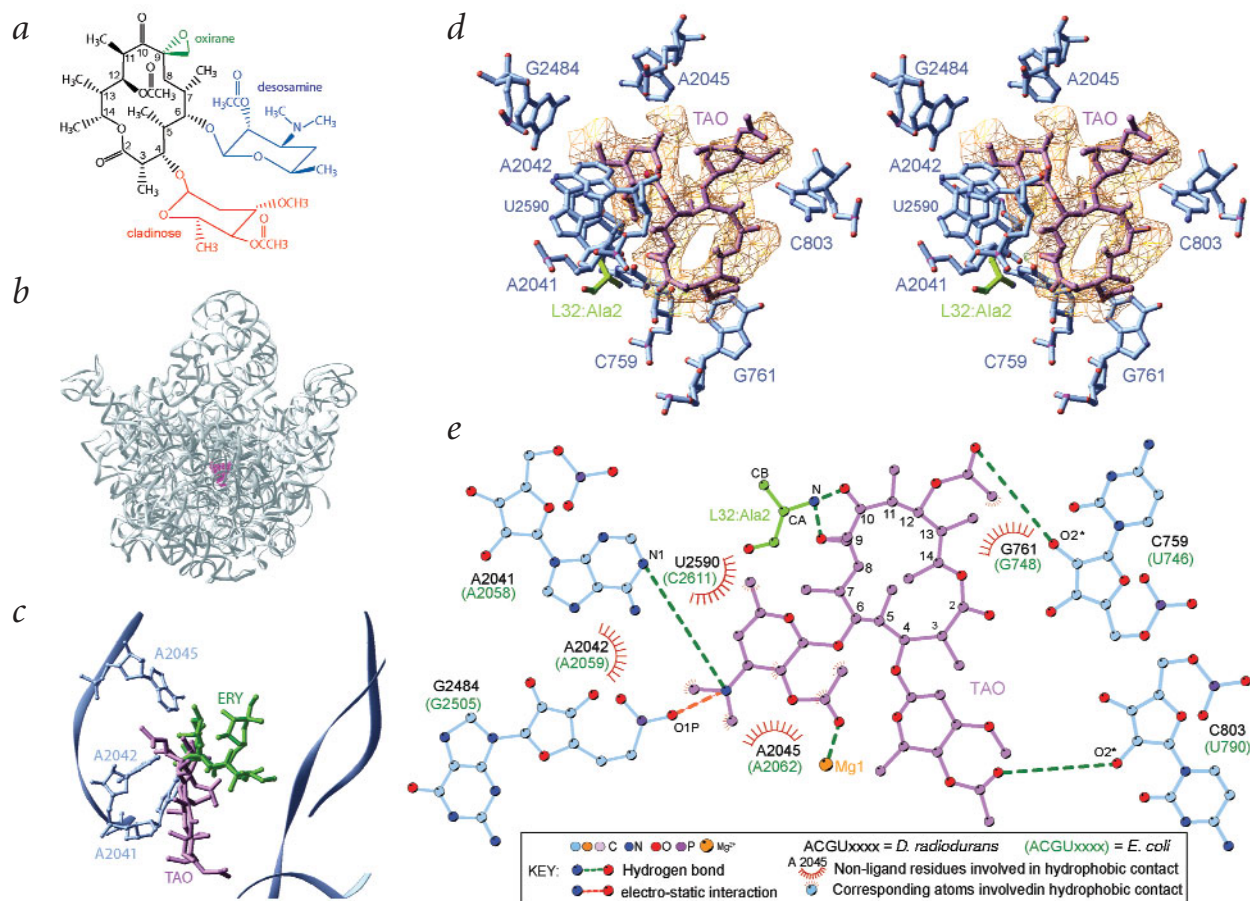 a
O
oxirane
O
H₃C
10
11
9
CH₃
8
12
O
H₃C
OCCH₃
7
13
14
6
H₃C
5
CH₃
O
4
2
3
O
CH₃
O
OCCO
desosamine
H₃C
CH₃
N
O
CH₃
O
OCH3
O
cladinose
CH3
OCCH3
b
c
A2045
ERY
A2042
A2041
TAO
d
G2484
A2045
TAO
A2042
U2590
C803
A2041
L32:Ala2
C759
G761
G2484
A2045
TAO
A2042
U2590
C803
A2041
L32:Ala2
C759
G761
e
CB
N
L32:Ala2
CA
10
11
12
9
13
14
8
7
6
5
4
3
2
N1
A2041
(A2058)
U2590
(C2611)
G761
(G748)
O2*
C759
(U746)
A2042
(A2059)
G2484
(G2505)
O1P
A2045
(A2062)
Mg1
TAO
O2*
C803
(U790)
C N O P Mg²⁺
KEY:
Hydrogen bond
electro-static interaction
ACGUxxxx = D. radiodurans (ACGUxxxx) = E. coli
A 2045 Non-ligand residues involved in hydrophobic contact
Corresponding atoms involvedin hydrophobic contact